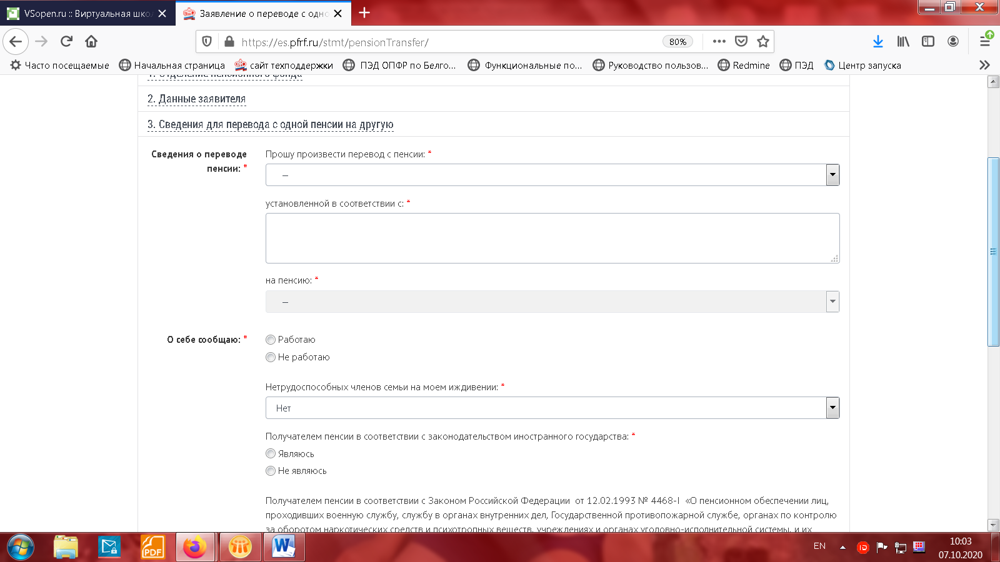 VSopen.ru :: Виртуальная шко
Заявление о переводе с одно
https://es.pfrf.ru/stmt/pensionTransfer/
80%
Часто посещаемые
Начальная страница
сайт техподдержки
ПЭД ОПФР по Белго...
Функциональные по...
Руководство пользов...
Redmine
ПЭД
Центр запуска
1. Отделение пенсионного фонда
2. Данные заявителя
3. Сведения для перевода с одной пенсии на другую
Сведения о переводе
пенсии: *
Прошу произвести перевод с пенсии: *
—
установленной в соответствии с: *
на пенсию: *
—
О себе сообщаю: *
Работаю
Не работаю
Нетрудоспособных членов семьи на моем иждивении: *
Нет
Получателем пенсии в соответствии с законодательством иностранного государства: *
Являюсь
Не являюсь
Получателем пенсии в соответствии с Законом Российской Федерации от 12.02.1993 № 4468-I «О пенсионном обеспечении лиц,
проходивших военную службу, службу в органах внутренних дел, Государственной противопожарной службе, органах по контролю
за оборотом наркотических средств и психотропных веществ, учреждениях и органах уголовно-исполнительной системы, и их
PDF
W
EN
ID
10:03
07.10.2020